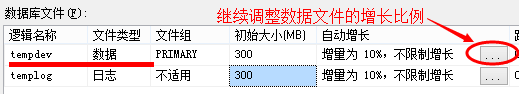 继续调整数据文件的增长比例
数据库文件(F):
逻辑名称 文件类型 文件组 初始大小(MB) 自动增长
tempdev 数据 PRIMARY 300 增量为 10%，不限制增长 ...
templog 日志 不适用 300 增量为 10%，不限制增长 ...